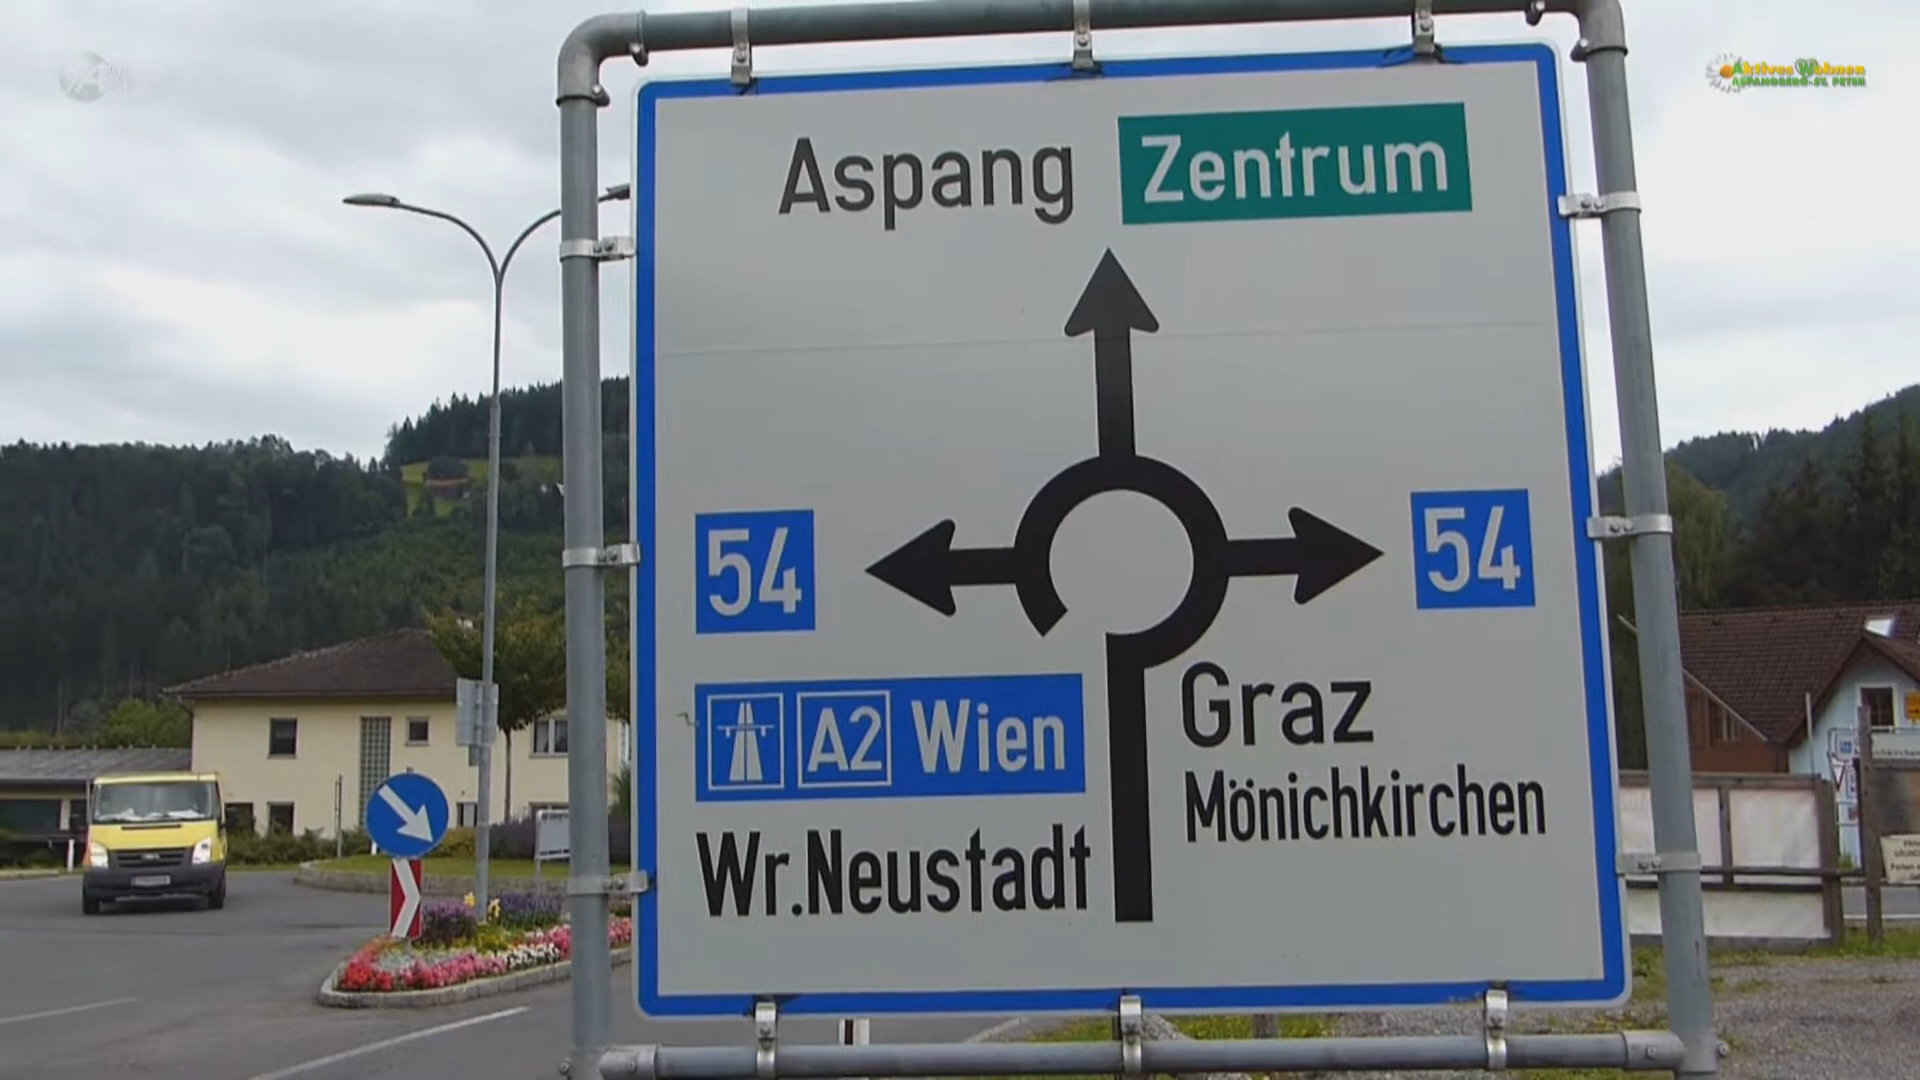 Aktives Wohnen
ASPANGBERG-ST. PETER
Aspang Zentrum
54
54
A2 Wien
Graz
Mönichkirchen
Wr.Neustadt